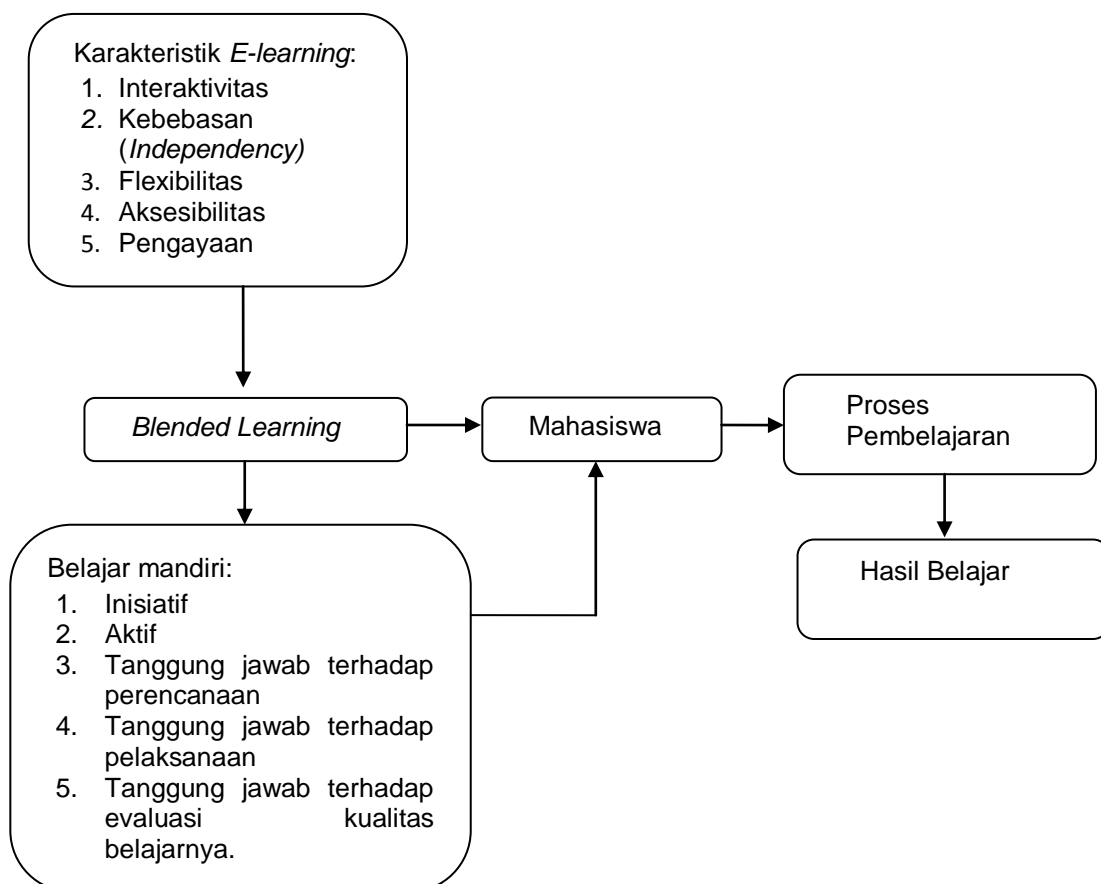 Karakteristik E-learning:
1. Interaktivitas
2. Kebebasan
(Independency)
3. Flexibilitas
4. Aksesibilitas
5. Pengayaan
Blended Learning
Mahasiswa
Proses
Pembelajaran
Belajar mandiri:
1. Inisiatif
2. Aktif
3. Tanggung jawab terhadap
perencanaan
4. Tanggung jawab terhadap
pelaksanaan
5. Tanggung jawab terhadap
evaluasi kualitas
belajarnya.
Hasil Belajar